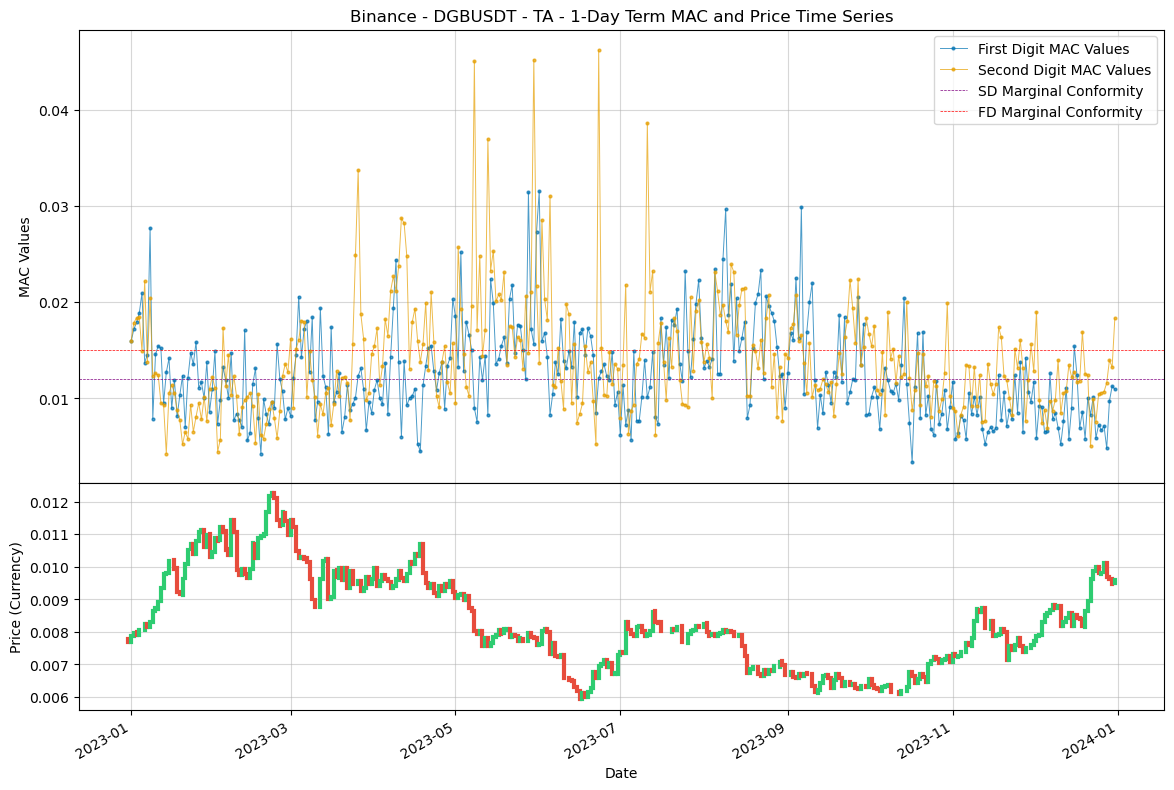 Binance - DGBUSDT - TA - 1-Day Term MAC and Price Time Series
First Digit MAC Values
Second Digit MAC Values
SD Marginal Conformity
FD Marginal Conformity
MAC Values
0.04
0.03
0.02
0.01
Price (Currency)
0.012
0.011
0.010
0.009
0.008
0.007
0.006
2023-01
2023-03
2023-05
2023-07
2023-09
2023-11
2024-01
Date